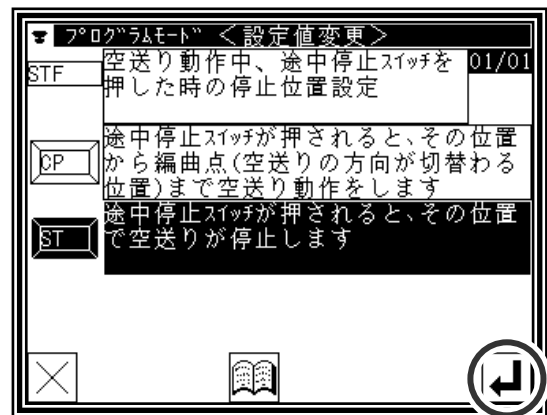 ﾌﾟﾛｸﾞﾗﾑﾓｰﾄﾞ <設定値変更>
STF
空送り動作中、途中停止ｽｲｯﾁを
押した時の停止位置設定
01/01
CP
途中停止ｽｲｯﾁが押されると、その位置
から編曲点(空送りの方向が切替わる
位置)まで空送り動作をします
ST
途中停止ｽｲｯﾁが押されると、その位置
で空送りが停止します